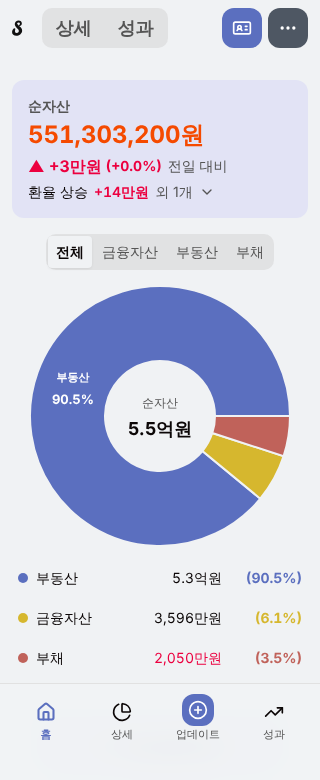 상세 성과
순자산
551,303,200원
▲ +3만원 (+0.0%) 전일 대비
환율 상승 +14만원 외 1개
전체 금융자산 부동산 부채
부동산
90.5%
순자산
5.5억원
부동산 5.3억원 (90.5%)
금융자산 3,596만원 (6.1%)
부채 2,050만원 (3.5%)
홈 상세 업데이트 성과